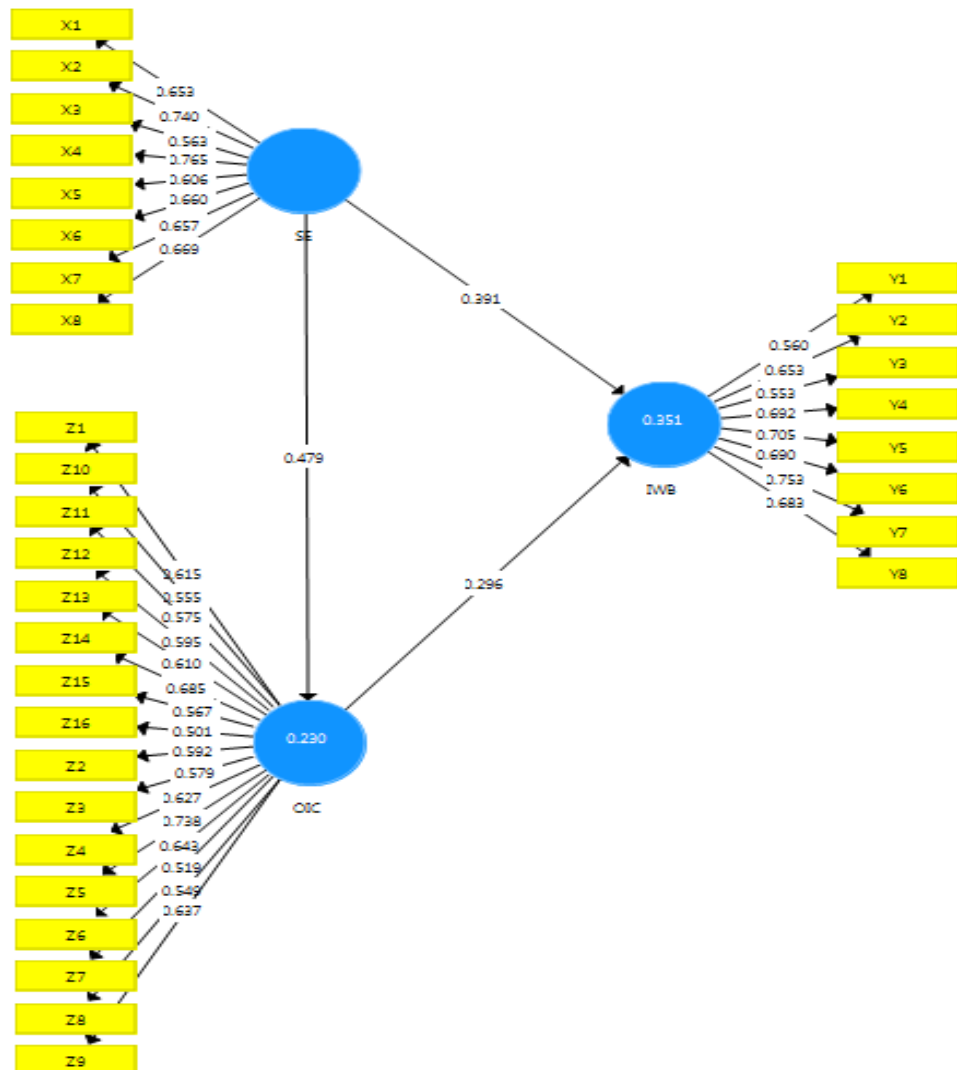 X1
X2
X3
X4
X5
X6
X7
X8
0.653
0.740
0.563
0.765
0.606
0.660
0.657
0.669
SE
0.391
0.479
0.351
IWB
Y1
Y2
Y3
Y4
Y5
Y6
Y7
Y8
0.560
0.653
0.553
0.692
0.705
0.690
0.753
0.683
0.296
Z1
Z10
Z11
Z12
Z13
Z14
Z15
Z16
Z2
Z3
Z4
Z5
Z6
Z7
Z8
Z9
0.615
0.555
0.575
0.595
0.610
0.685
0.567
0.501
0.592
0.579
0.627
0.738
0.643
0.519
0.549
0.637
0.230
OIC